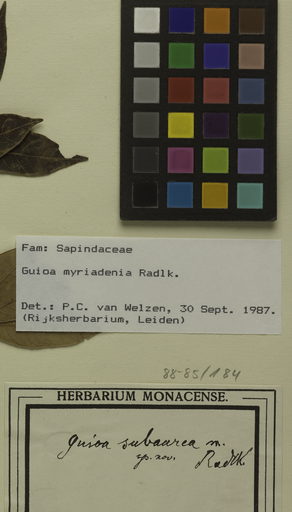 Fam: Sapindaceae
Guioa myriadenia Radlk.
Det.: P.C. van Welzen, 30 Sept. 1987.
(Rijksherbarium, Leiden)
88-85/184
HERBARIUM MONACENSE.
Guioa subaurea m.
sp. nov. Radlk.